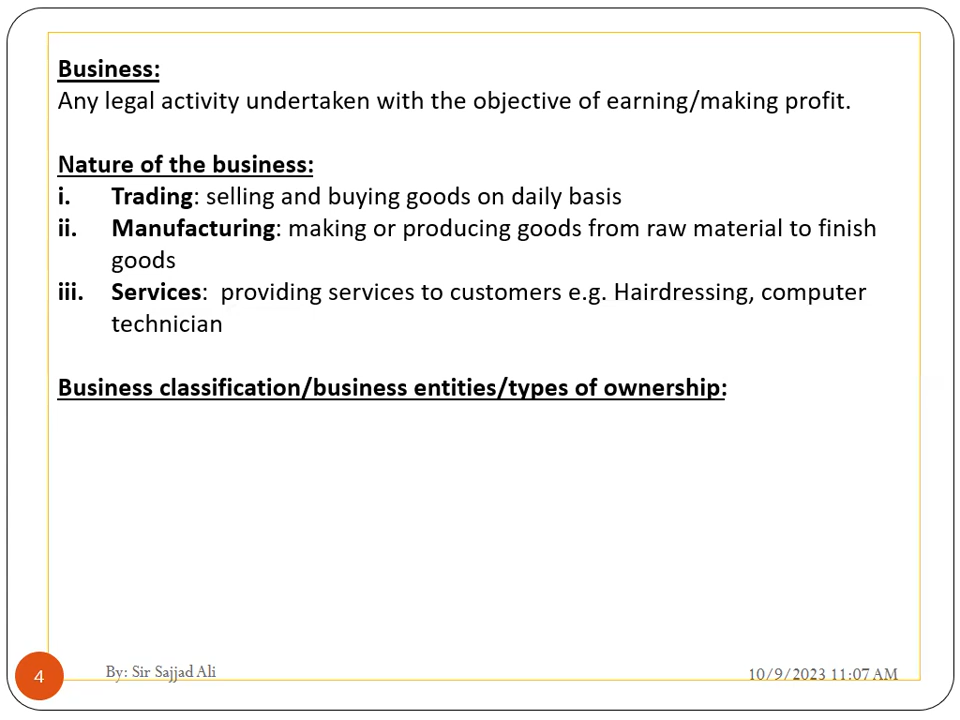 Business:
Any legal activity undertaken with the objective of earning/making profit.
Nature of the business:
i. Trading: selling and buying goods on daily basis
ii. Manufacturing: making or producing goods from raw material to finish
goods
iii. Services: providing services to customers e.g. Hairdressing, computer
technician
Business classification/business entities/types of ownership:
4
By: Sir Sajjad Ali
10/9/2023 11:07 AM